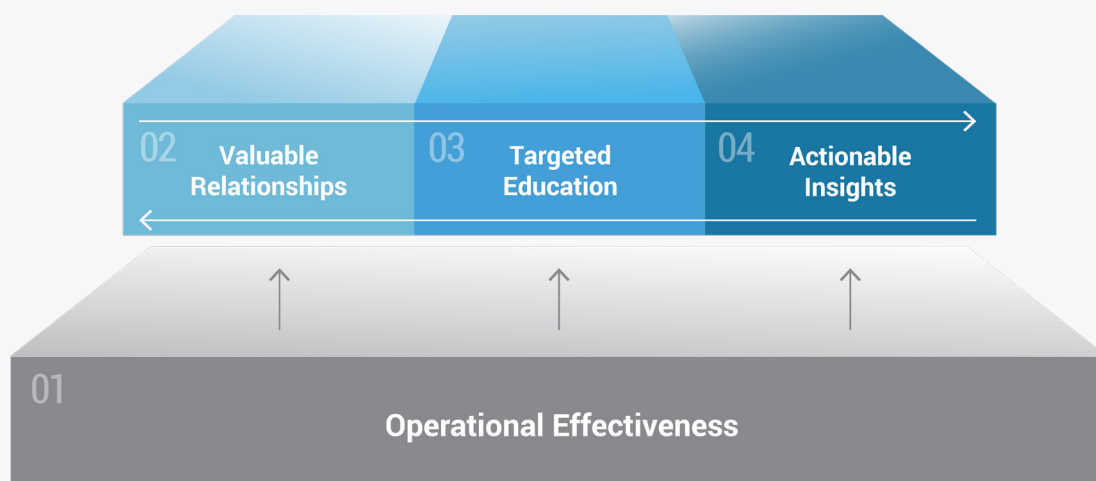 02
Valuable
Relationships
03
Targeted
Education
04
Actionable
Insights
01
Operational Effectiveness